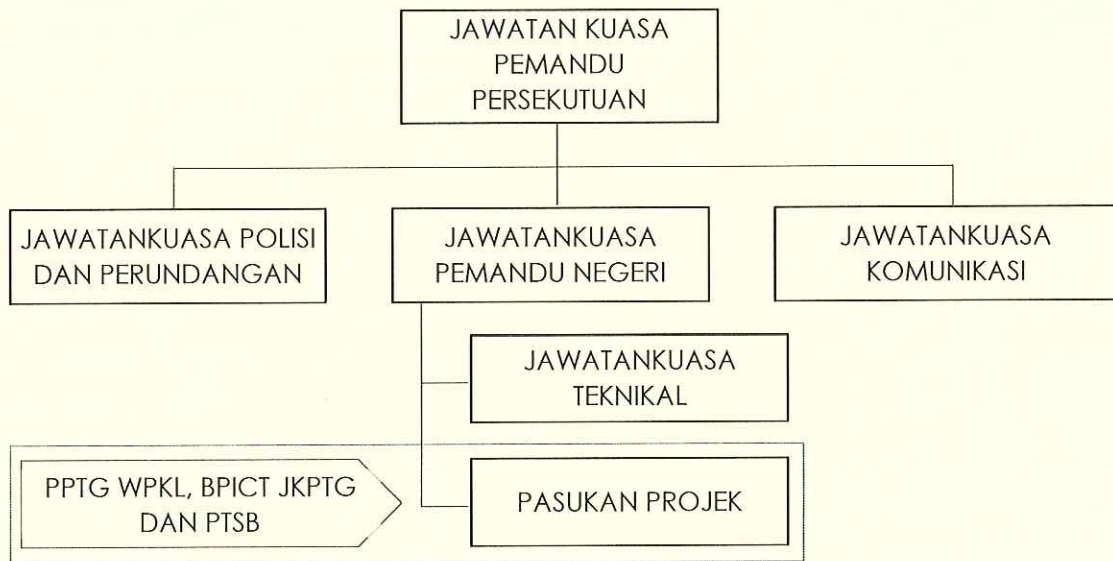 JAWATAN KUASA
PEMANDU
PERSEKUTUAN
JAWATANKUASA POLISI
DAN PERUNDANGAN
JAWATANKUASA
PEMANDU NEGERI
JAWATANKUASA
KOMUNIKASI
JAWATANKUASA
TEKNIKAL
PPTG WPKL, BPICT JKPTG
DAN PTSB
PASUKAN PROJEK